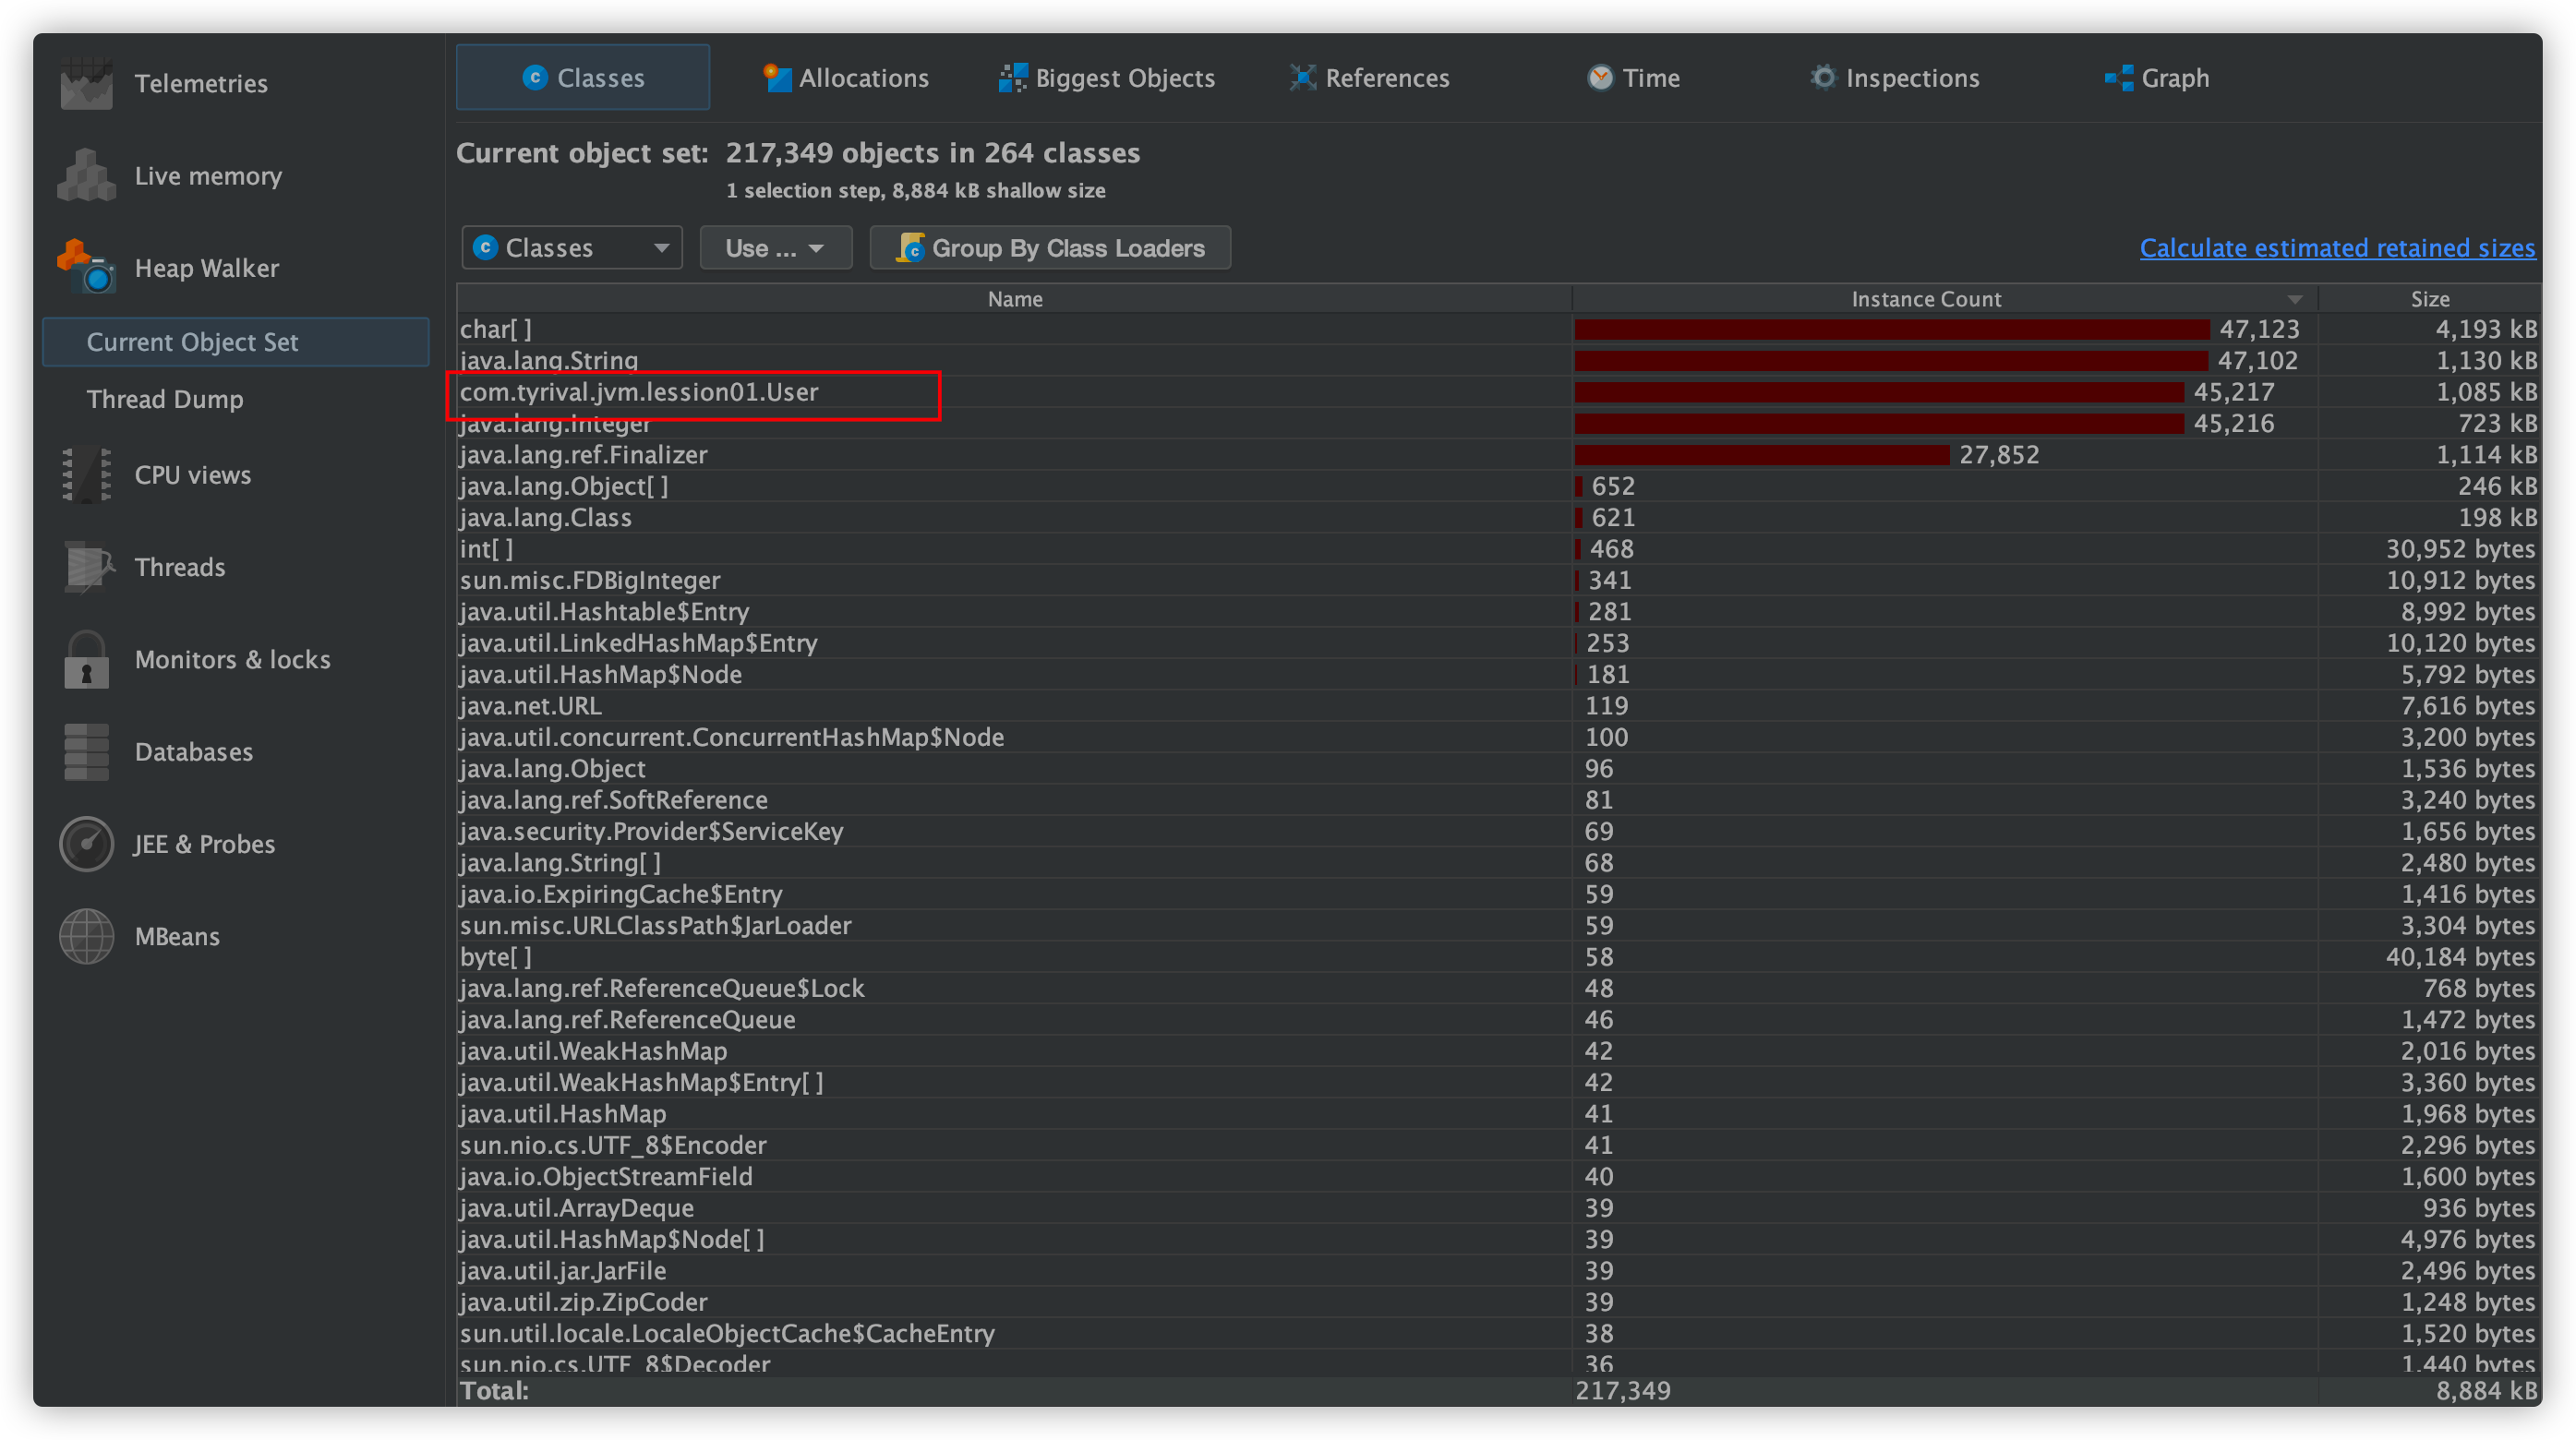 Telemetries
Live memory
Heap Walker
Current Object Set
Thread Dump
CPU views
Threads
Monitors & locks
Databases
JEE & Probes
MBeans
Classes Allocations Biggest Objects References Time Inspections Graph
Current object set: 217,349 objects in 264 classes
1 selection step, 8,884 kB shallow size
Classes Use ... Group By Class Loaders Calculate estimated retained sizes
Name Instance Count Size
char[] 47,123 4,193 kB
java.lang.String 47,102 1,130 kB
com.tyrival.jvm.lession01.User 45,217 1,085 kB
java.lang.Integer 45,216 723 kB
java.lang.ref.Finalizer 27,852 1,114 kB
java.lang.Object[] 652 246 kB
java.lang.Class 621 198 kB
int[] 468 30,952 bytes
sun.misc.FDBigInteger 341 10,912 bytes
java.util.Hashtable$Entry 281 8,992 bytes
java.util.LinkedHashMap$Entry 253 10,120 bytes
java.util.HashMap$Node 181 5,792 bytes
java.net.URL 119 7,616 bytes
java.util.concurrent.ConcurrentHashMap$Node 100 3,200 bytes
java.lang.Object 96 1,536 bytes
java.lang.ref.SoftReference 81 3,240 bytes
java.security.Provider$ServiceKey 69 1,656 bytes
java.lang.String[] 68 2,480 bytes
java.io.ExpiringCache$Entry 59 1,416 bytes
sun.misc.URLClassPath$JarLoader 59 3,304 bytes
byte[] 58 40,184 bytes
java.lang.ref.ReferenceQueue$Lock 48 768 bytes
java.lang.ref.ReferenceQueue 46 1,472 bytes
java.util.WeakHashMap 42 2,016 bytes
java.util.WeakHashMap$Entry[] 42 3,360 bytes
java.util.HashMap 41 1,968 bytes
sun.nio.cs.UTF_8$Encoder 41 2,296 bytes
java.io.ObjectStreamField 40 1,600 bytes
java.util.ArrayDeque 39 936 bytes
java.util.HashMap$Node[] 39 4,976 bytes
java.util.jar.JarFile 39 2,496 bytes
java.util.zip.ZipCoder 39 1,248 bytes
sun.util.locale.LocaleObjectCache$CacheEntry 38 1,520 bytes
sun.nio.cs.UTF_8$Decoder 36 1,440 bytes
Total: 217,349 8,884 kB